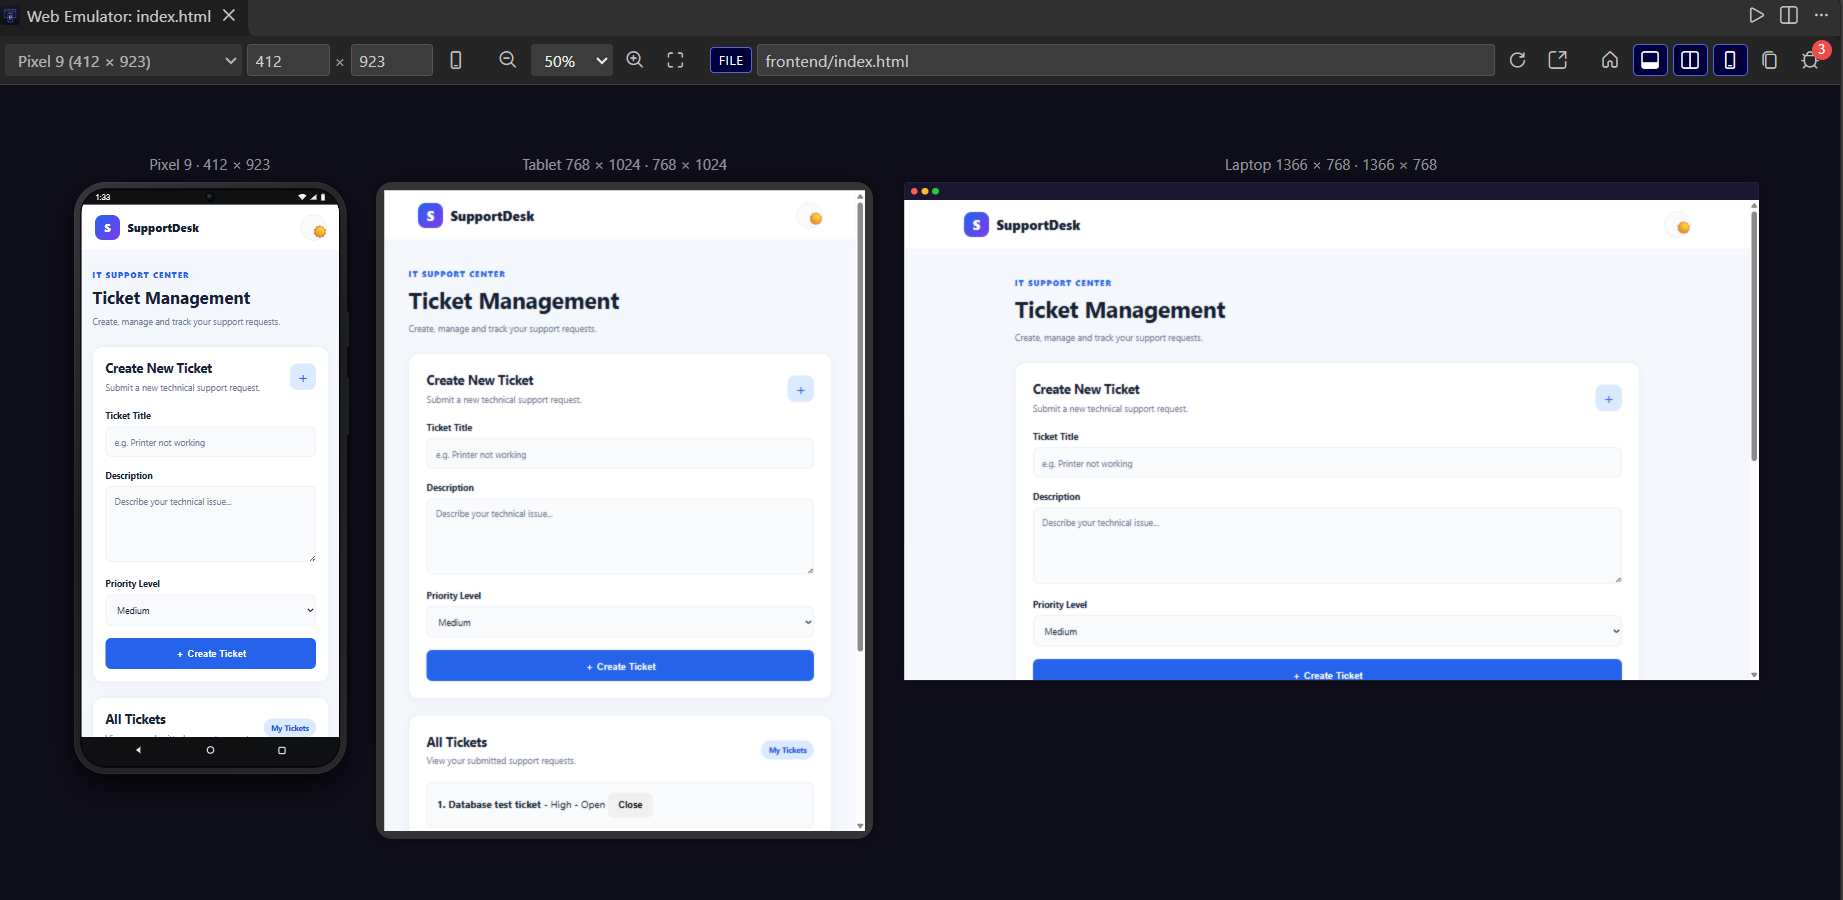 Web Emulator: index.html
Pixel 9 (412 × 923)
412
×
923
50%
FILE
frontend/index.html
3
Pixel 9 · 412 × 923
1:33
S
SupportDesk
IT SUPPORT CENTER
Ticket Management
Create, manage and track your support requests.
Create New Ticket
Submit a new technical support request.
+
Ticket Title
e.g. Printer not working
Description
Describe your technical issue...
Priority Level
Medium
+ Create Ticket
All Tickets
My Tickets
Tablet 768 × 1024 · 768 × 1024
S
SupportDesk
IT SUPPORT CENTER
Ticket Management
Create, manage and track your support requests.
Create New Ticket
Submit a new technical support request.
+
Ticket Title
e.g. Printer not working
Description
Describe your technical issue...
Priority Level
Medium
+ Create Ticket
All Tickets
View your submitted support requests.
My Tickets
1. Database test ticket - High - Open
Close
Laptop 1366 × 768 · 1366 × 768
S
SupportDesk
IT SUPPORT CENTER
Ticket Management
Create, manage and track your support requests.
Create New Ticket
Submit a new technical support request.
+
Ticket Title
e.g. Printer not working
Description
Describe your technical issue...
Priority Level
Medium
+ Create Ticket